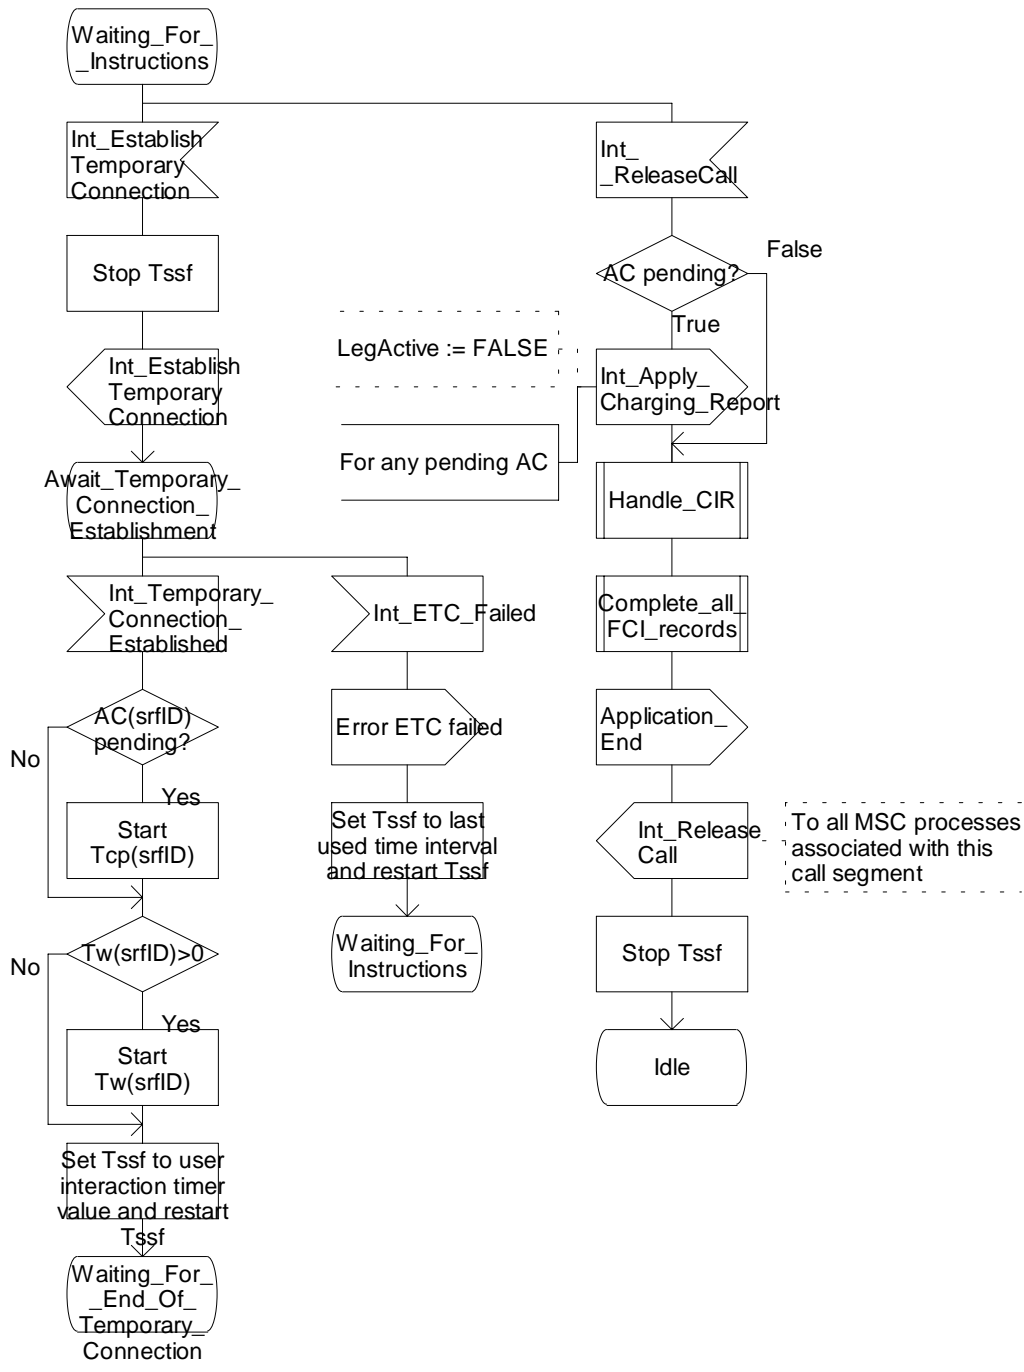 Waiting_For_
_Instructions
Int_Establish
Temporary
Connection
Int_
_ReleaseCall
Stop Tssf
AC pending?
False
True
LegActive := FALSE
Int_Establish
Temporary
Connection
Int_Apply_
Charging_Report
For any pending AC
Await_Temporary_
Connection_
Establishment
Handle_CIR
Int_Temporary_
Connection_
Established
Int_ETC_Failed
Complete_all_
FCI_records
AC(srfID)
pending?
No
Yes
Error ETC failed
Application_
End
Start
Tcp(srfID)
Set Tssf to last
used time interval
and restart Tssf
Int_Release_
Call
To all MSC processes
associated with this
call segment
Tw(srfID)>0
No
Yes
Waiting_For_
Instructions
Stop Tssf
Start
Tw(srfID)
Idle
Set Tssf to user
interaction timer
value and restart
Tssf
Waiting_For_
_End_Of_
Temporary_
Connection